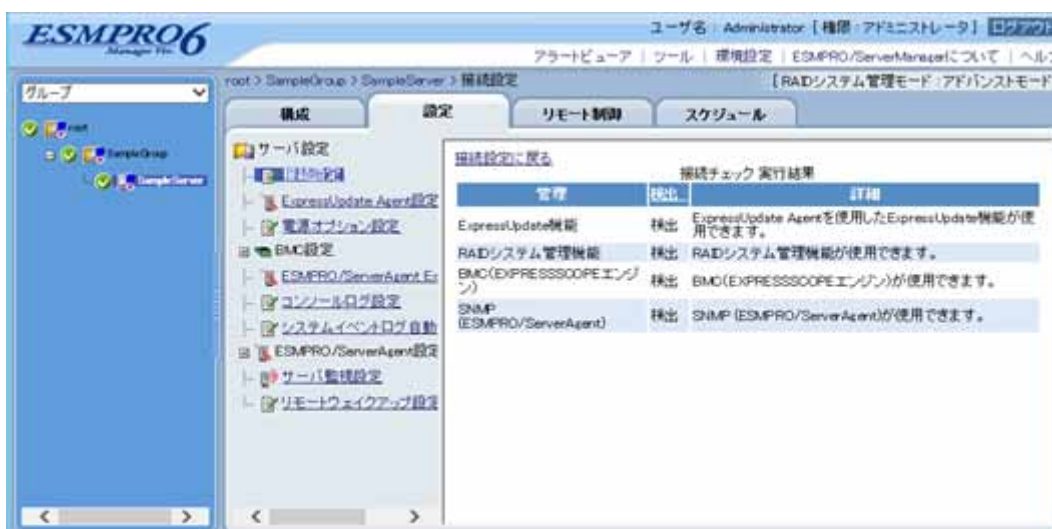 ESMPRO6
Manager Ver.
ユーザ名 : Administrator [ 権限 : アドミニストレータ ] ログアウト
アラートビューア | ツール | 環境設定 | ESMPRO/ServerManagerについて | ヘル
グループ
root > SampleGroup > SampleServer > 接続設定
[ RAIDシステム管理モード : アドバンストモード
root
SampleGroup
SampleServer
構成
設定
リモート制御
スケジュール
サーバ設定
ExpressUpdate Agent設定
電源オプション設定
BMC設定
ESMPRO/ServerAgent Ex
コンソールログ設定
システムイベントログ自動
ESMPRO/ServerAgent設定
サーバ監視設定
リモートウェイクアップ設定
接続設定に戻る
接続チェック 実行結果
管理 検出 詳細
ExpressUpdate機能 検出 ExpressUpdate Agentを使用したExpressUpdate機能が使
用できます。
RAIDシステム管理機能 検出 RAIDシステム管理機能が使用できます。
BMC(EXPRESSSCOPEエンジ
ン) 検出 BMC(EXPRESSSCOPEエンジン)が使用できます。
SNMP
(ESMPRO/ServerAgent) 検出 SNMP (ESMPRO/ServerAgent)が使用できます。